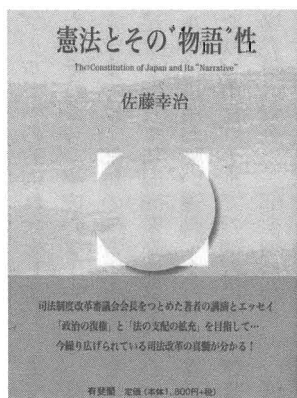 憲法とその〝物語〟性
The Constitution of Japan and Its "Narrative"
佐藤幸治
司法制度改革審議会会長をつとめた著者の講演とエッセイ
「政治の復権」と「法の支配の拡充」を目指して…
今繰り広げられている司法改革の真髄が分かる!
有斐閣 定価(本体1,800円+税)